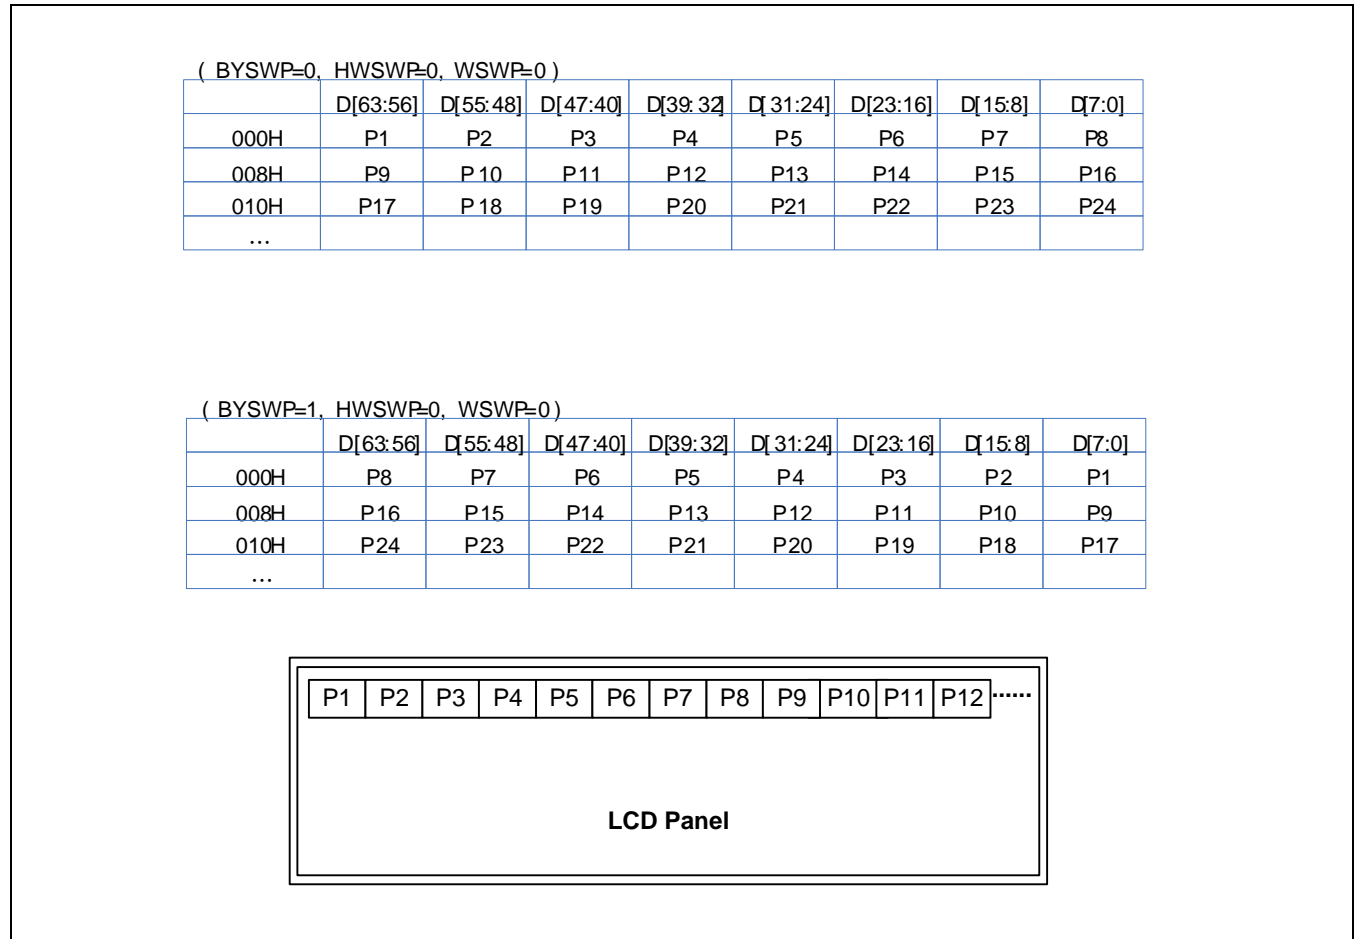 ( BYSWP=0, HWSWP=0, WSWP=0 )
D[63:56] D[55:48] D[47:40] D[39:32] D[31:24] D[23:16] D[15:8] D[7:0]
000H P1 P2 P3 P4 P5 P6 P7 P8
008H P9 P10 P11 P12 P13 P14 P15 P16
010H P17 P18 P19 P20 P21 P22 P23 P24
...
( BYSWP=1, HWSWP=0, WSWP=0 )
D[63:56] D[55:48] D[47:40] D[39:32] D[31:24] D[23:16] D[15:8] D[7:0]
000H P8 P7 P6 P5 P4 P3 P2 P1
008H P16 P15 P14 P13 P12 P11 P10 P9
010H P24 P23 P22 P21 P20 P19 P18 P17
...
P1 P2 P3 P4 P5 P6 P7 P8 P9 P10 P11 P12 ......
LCD Panel